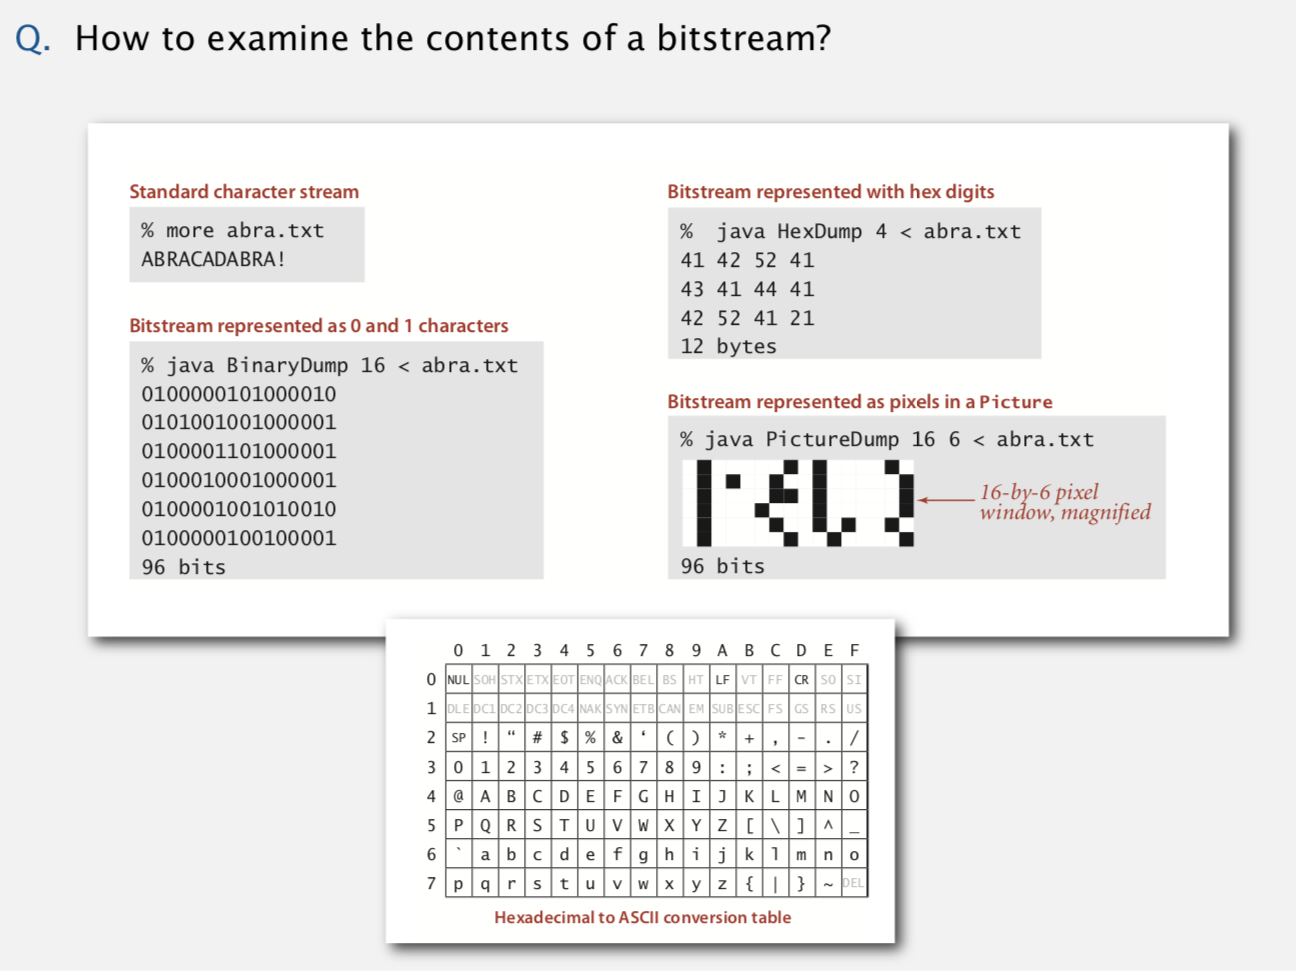 Q. How to examine the contents of a bitstream?
Standard character stream
% more abra.txt
ABRACADABRA!
Bitstream represented as 0 and 1 characters
% java BinaryDump 16 < abra.txt
0100000101000010
0101001001000001
0100001101000001
0100010001000001
0100001001010010
0100000100100001
96 bits
Bitstream represented with hex digits
%  java HexDump 4 < abra.txt
41 42 52 41
43 41 44 41
42 52 41 21
12 bytes
Bitstream represented as pixels in a Picture
% java PictureDump 16 6 < abra.txt
16-by-6 pixel
window, magnified
96 bits
0 1 2 3 4 5 6 7 8 9 A B C D E F
0 NUL SOH STX ETX EOT ENQ ACK BEL BS HT LF VT FF CR SO SI
1 DLE DC1 DC2 DC3 DC4 NAK SYN ETB CAN EM SUB ESC FS GS RS US
2 SP ! “ # $ % & ‘ ( ) * + , - . /
3 0 1 2 3 4 5 6 7 8 9 : ; < = > ?
4 @ A B C D E F G H I J K L M N O
5 P Q R S T U V W X Y Z [ \ ] ^ _
6 ` a b c d e f g h i j k l m n o
7 p q r s t u v w x y z { | } ~ DEL
Hexadecimal to ASCII conversion table